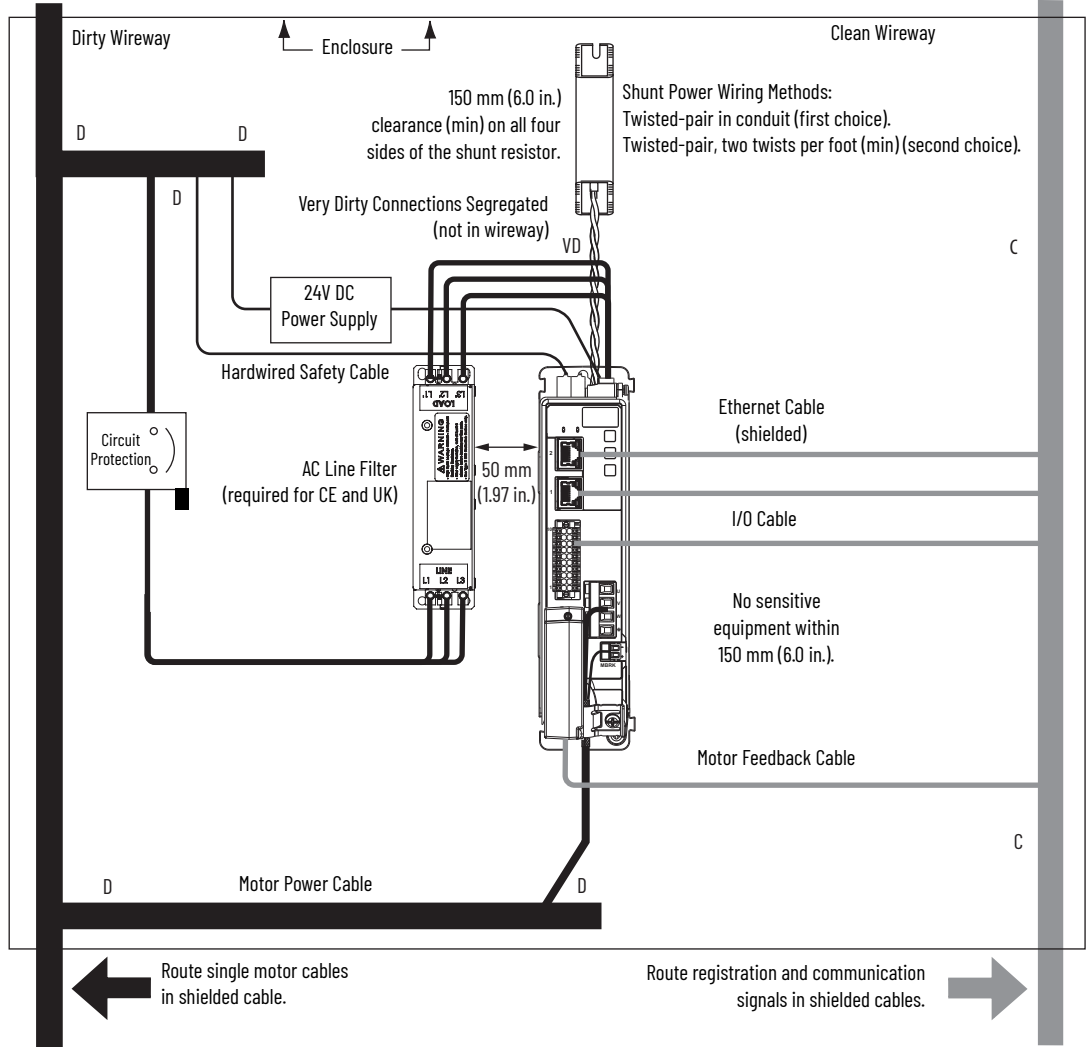 Dirty Wireway
Enclosure
Clean Wireway
150 mm (6.0 in.)
clearance (min) on all four
sides of the shunt resistor.
Shunt Power Wiring Methods:
Twisted-pair in conduit (first choice).
Twisted-pair, two twists per foot (min) (second choice).
D
D
D
Very Dirty Connections Segregated
(not in wireway)
VD
C
24V DC
Power Supply
Hardwired Safety Cable
L1' L2' L3'
LOAD
WARNING
Circuit
Protection
AC Line Filter
(required for CE and UK)
50 mm
(1.97 in.)
Ethernet Cable
(shielded)
2
1
I/O Cable
LINE
L1 L2 L3
U
V
W
No sensitive
equipment within
150 mm (6.0 in.).
MBRK
Motor Feedback Cable
C
D
Motor Power Cable
D
Route single motor cables
in shielded cable.
Route registration and communication
signals in shielded cables.